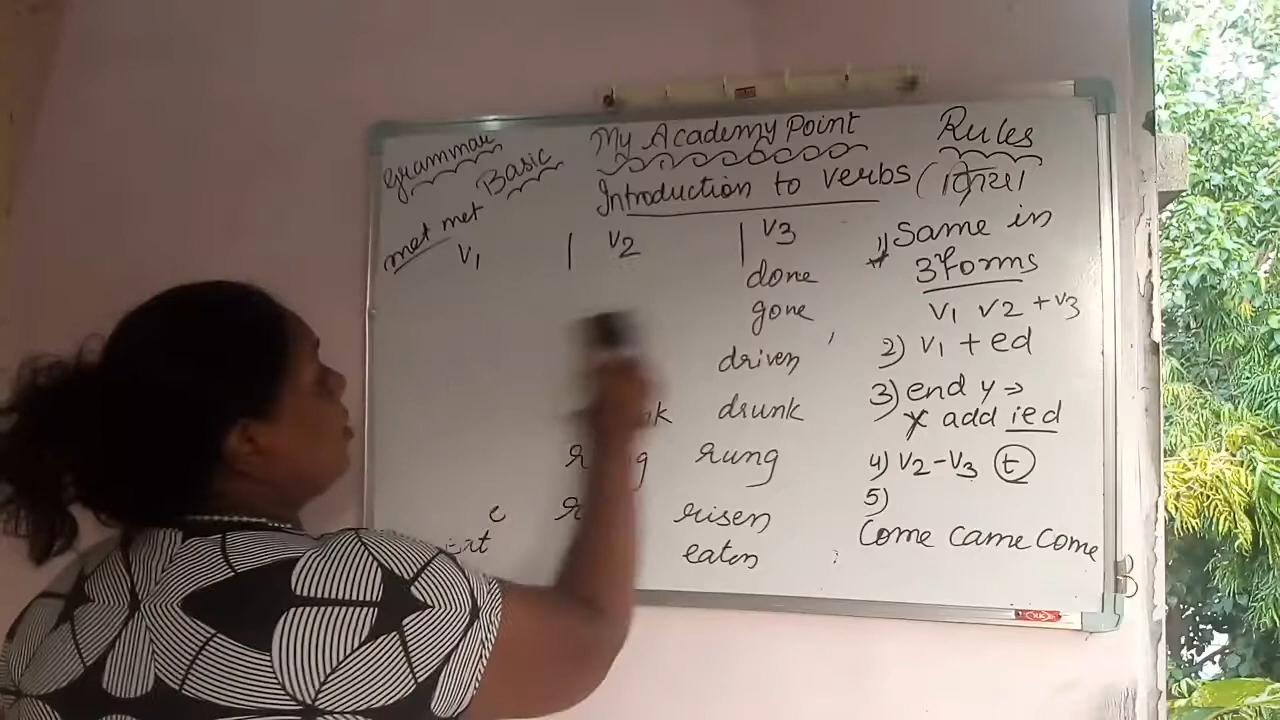 Grammar
Basic
met met
My Academy Point
Introduction to verbs (क्रिया
V1 | V2 | V3
done
gone
driven
drunk
rung
risen
eaten
Rules
1) Same in
3 Forms
V1 V2 + V3
2) V1 + ed
3) end y ⇒
add ied
4) V2 - V3 t
5)
Come came come